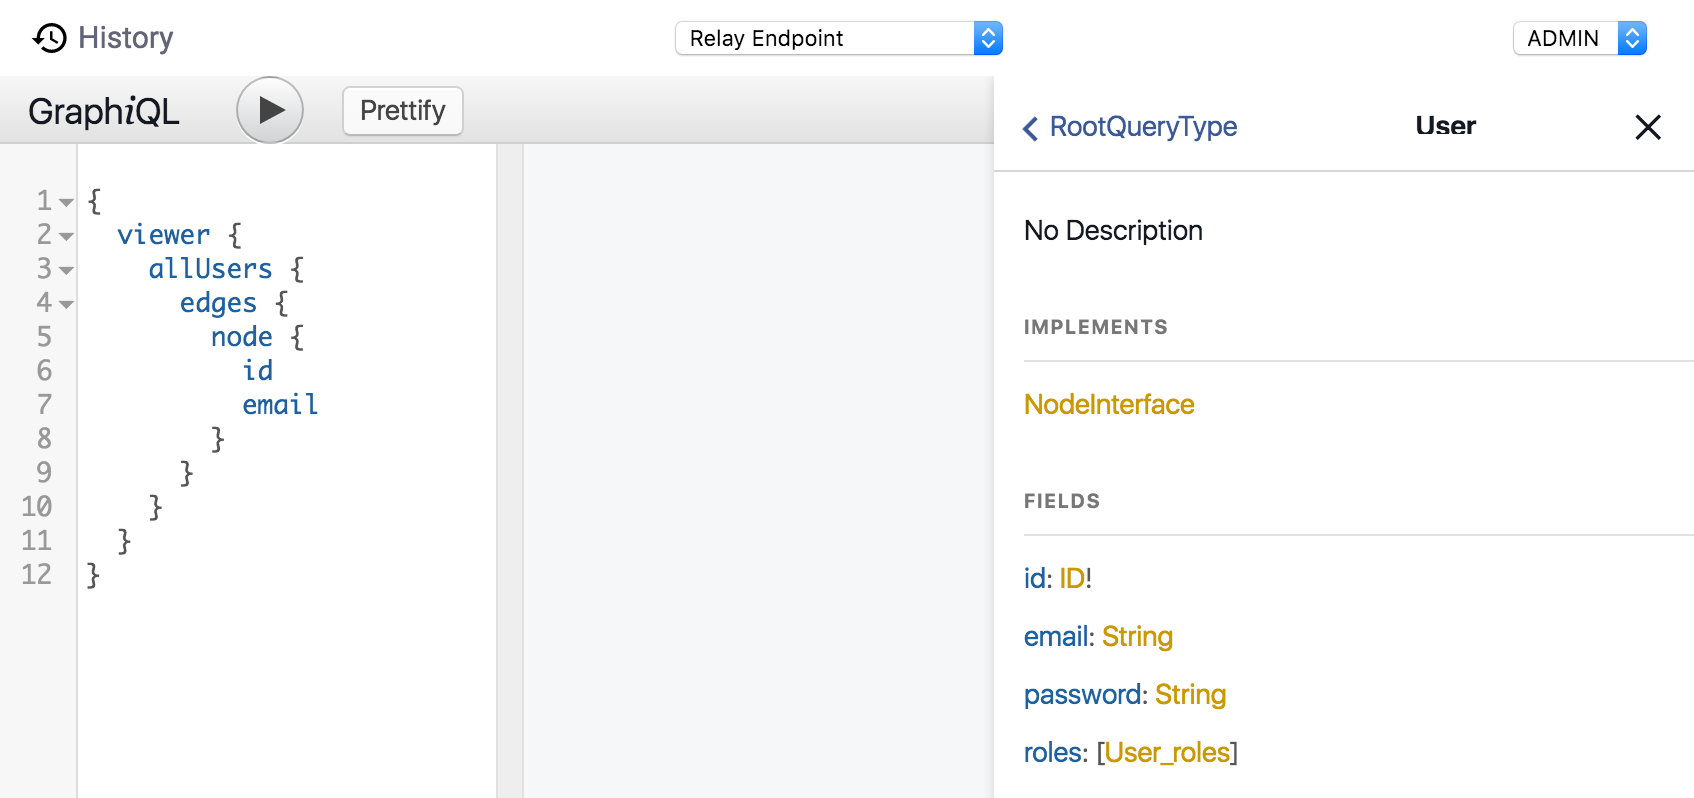 History
Relay Endpoint
ADMIN
GraphiQL
Prettify
RootQueryType
User
1 {
2 viewer {
3 allUsers {
4 edges {
5 node {
6 id
7 email
8 }
9 }
10 }
11 }
12 }
No Description
IMPLEMENTS
NodeInterface
FIELDS
id: ID!
email: String
password: String
roles: [User_roles]